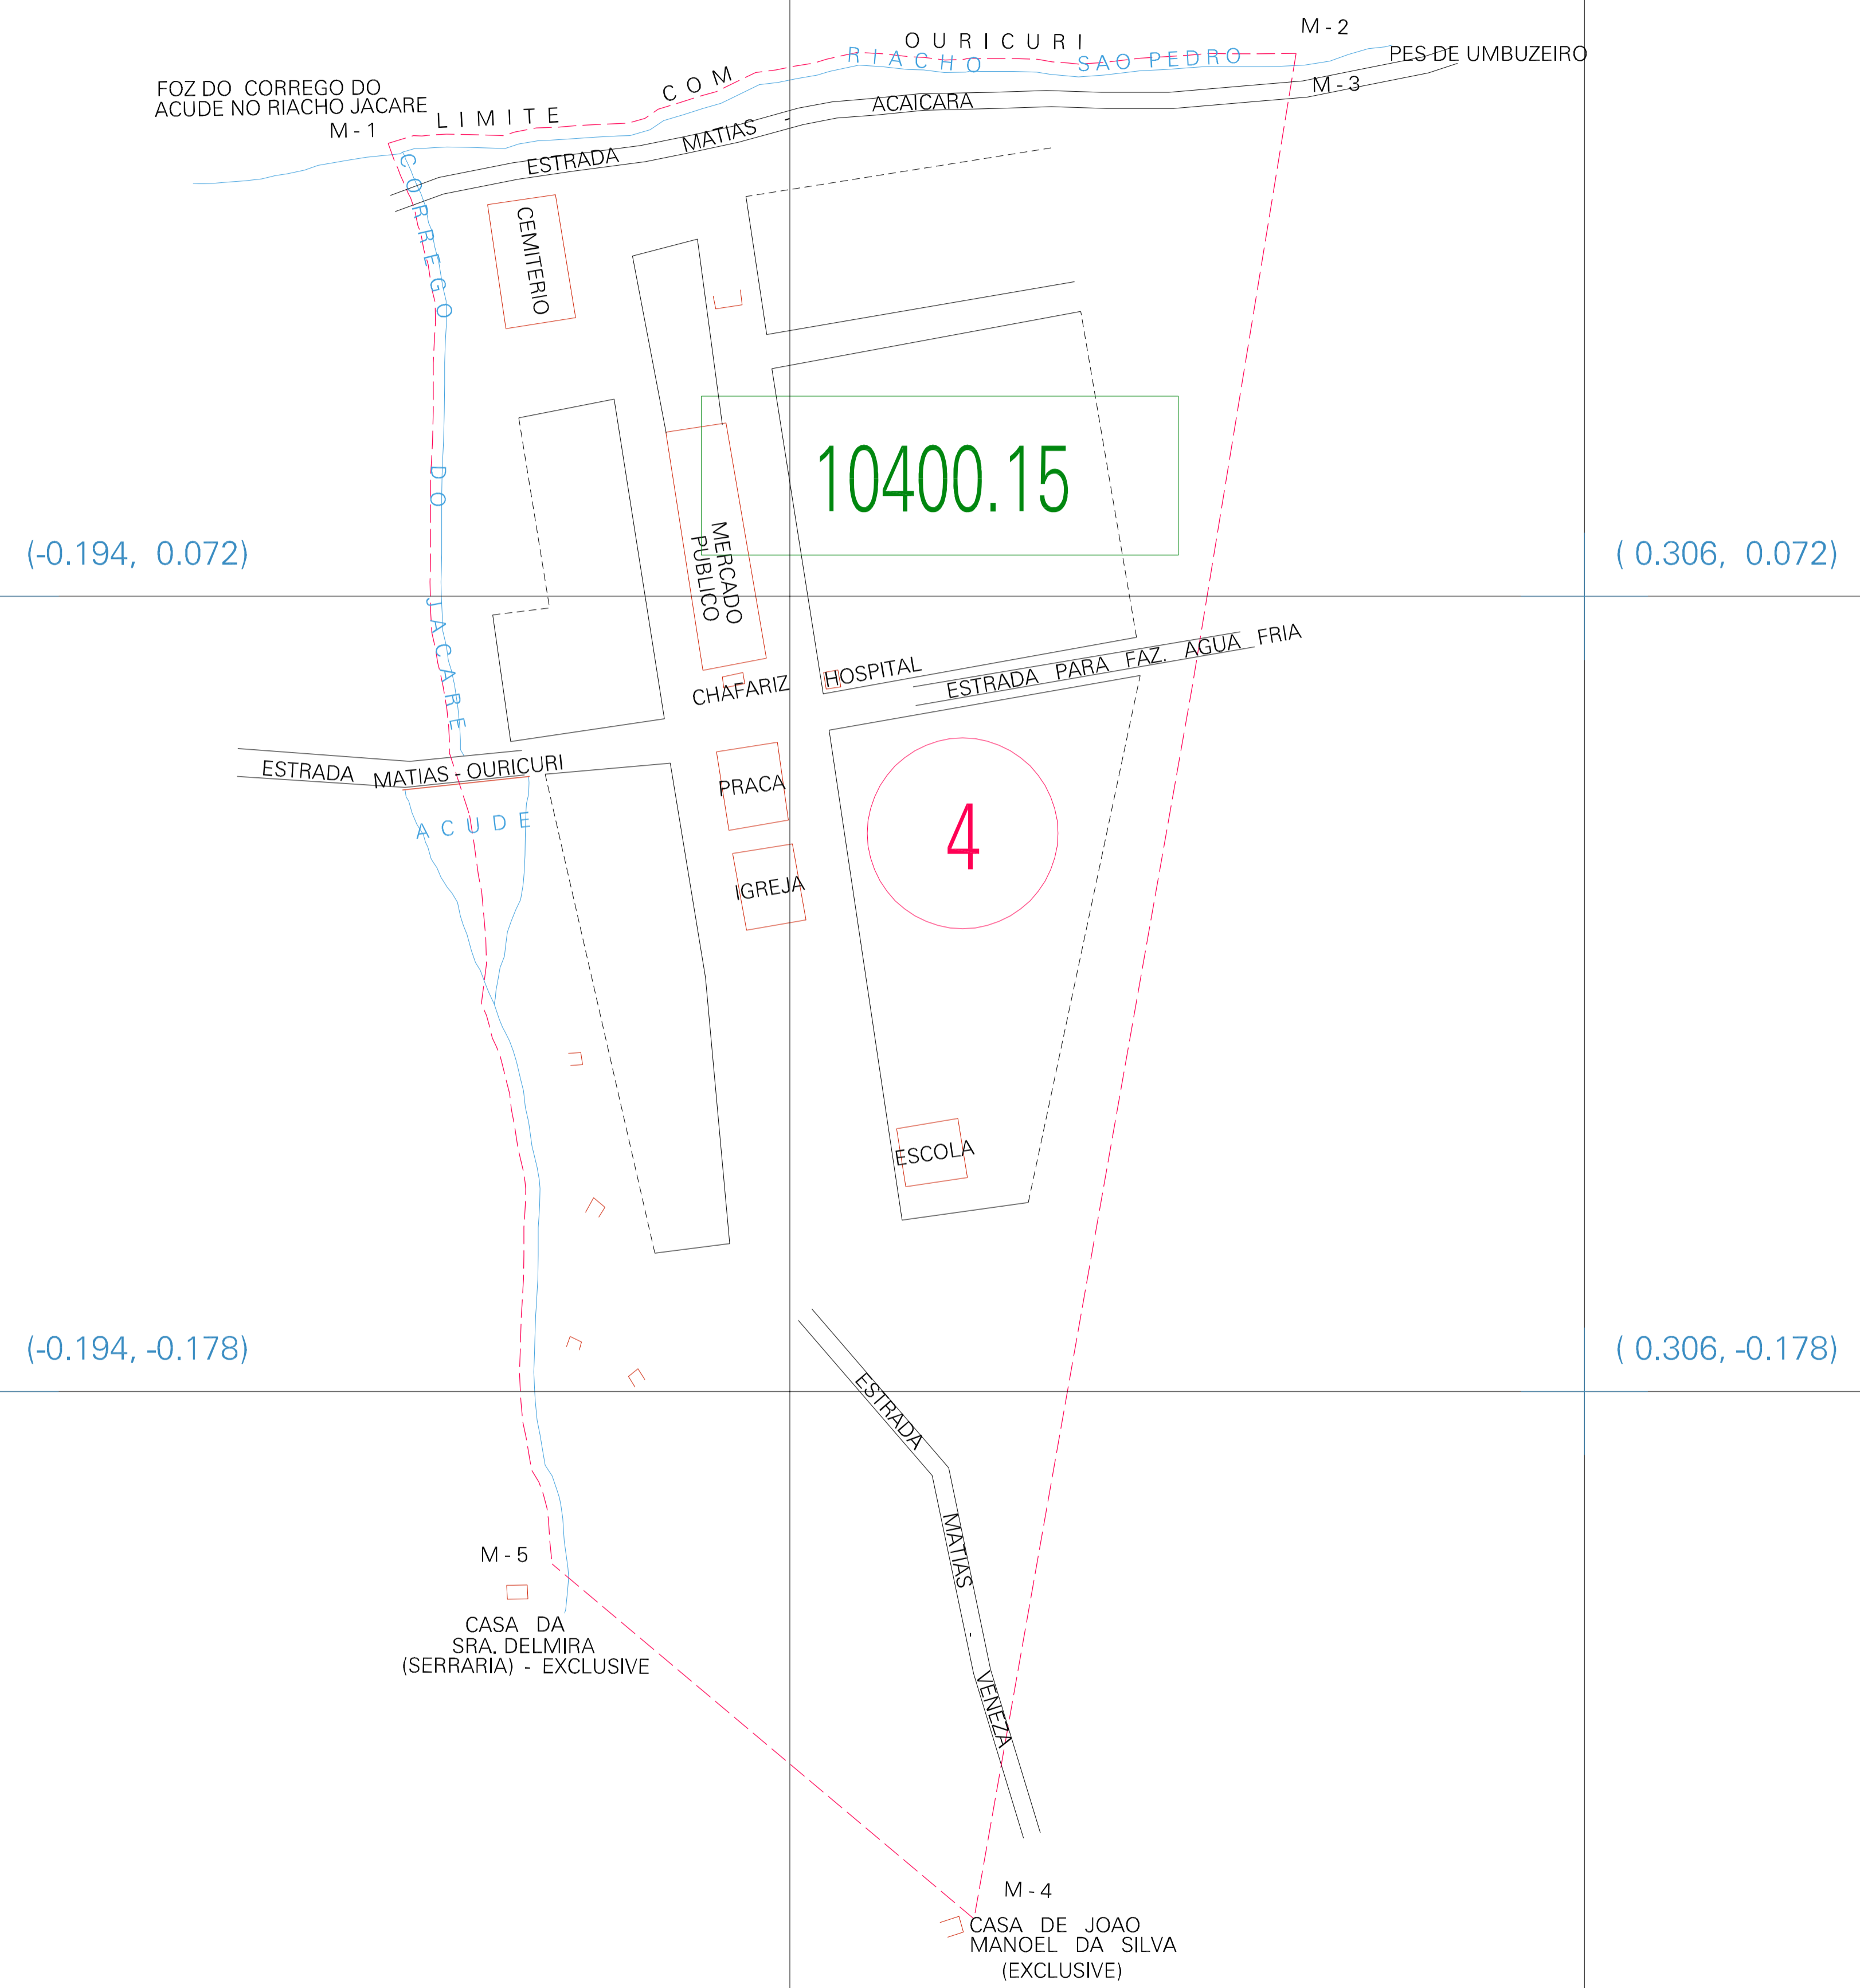 M - 2
LIMITE COM OURICURI
RIACHO SAO PEDRO
PES DE UMBUZEIRO
M - 3
FOZ DO CORREGO DO
ACUDE NO RIACHO JACARE
M - 1
ESTRADA MATIAS - ACAICARA
CORREGO DO JACARE
CEMITERIO
10400.15
MERCADO
PUBLICO
(-0.194, 0.072)
( 0.306, 0.072)
HOSPITAL
ESTRADA PARA FAZ. AGUA FRIA
CHAFARIZ
ESTRADA MATIAS - OURICURI
PRACA
ACUDE
4
IGREJA
ESCOLA
(-0.194, -0.178)
( 0.306, -0.178)
ESTRADA MATIAS - VENEZA
M - 5
CASA DA
SRA. DELMIRA
(SERRARIA) - EXCLUSIVE
M - 4
CASA DE JOAO
MANOEL DA SILVA
(EXCLUSIVE)